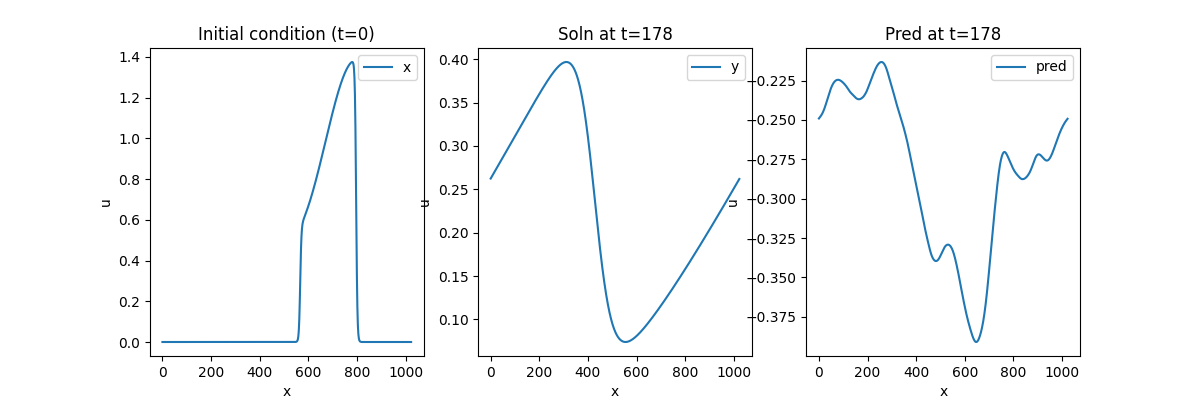 Initial condition (t=0)
Soln at t=178
Pred at t=178
x
y
pred
1.4
1.2
1.0
0.8
0.6
0.4
0.2
0.0
u
0 200 400 600 800 1000
x
0.40
0.35
0.30
0.25
0.20
0.15
0.10
u
0 200 400 600 800 1000
x
−0.225
−0.250
−0.275
−0.300
−0.325
−0.350
−0.375
u
0 200 400 600 800 1000
x